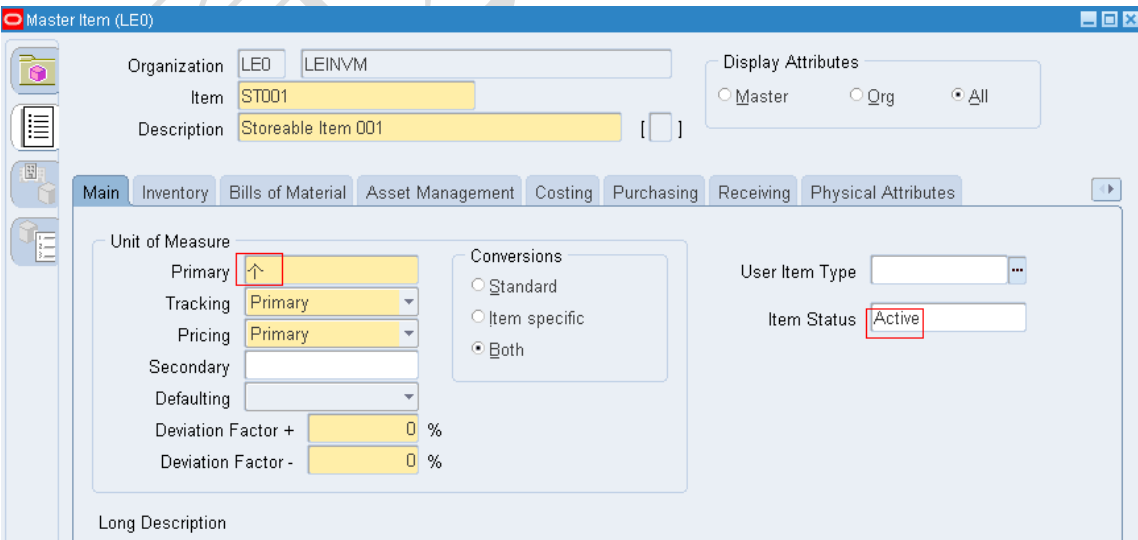 Master Item (LE0)
Organization LE0 LEINVM
Item ST001
Description Storeable Item 001 [ ]
Display Attributes
Master Org All
Main Inventory Bills of Material Asset Management Costing Purchasing Receiving Physical Attributes
Unit of Measure
Primary 个
Tracking Primary
Pricing Primary
Secondary
Defaulting
Deviation Factor + 0 %
Deviation Factor - 0 %
Conversions
Standard
Item specific
Both
User Item Type
Item Status Active
Long Description